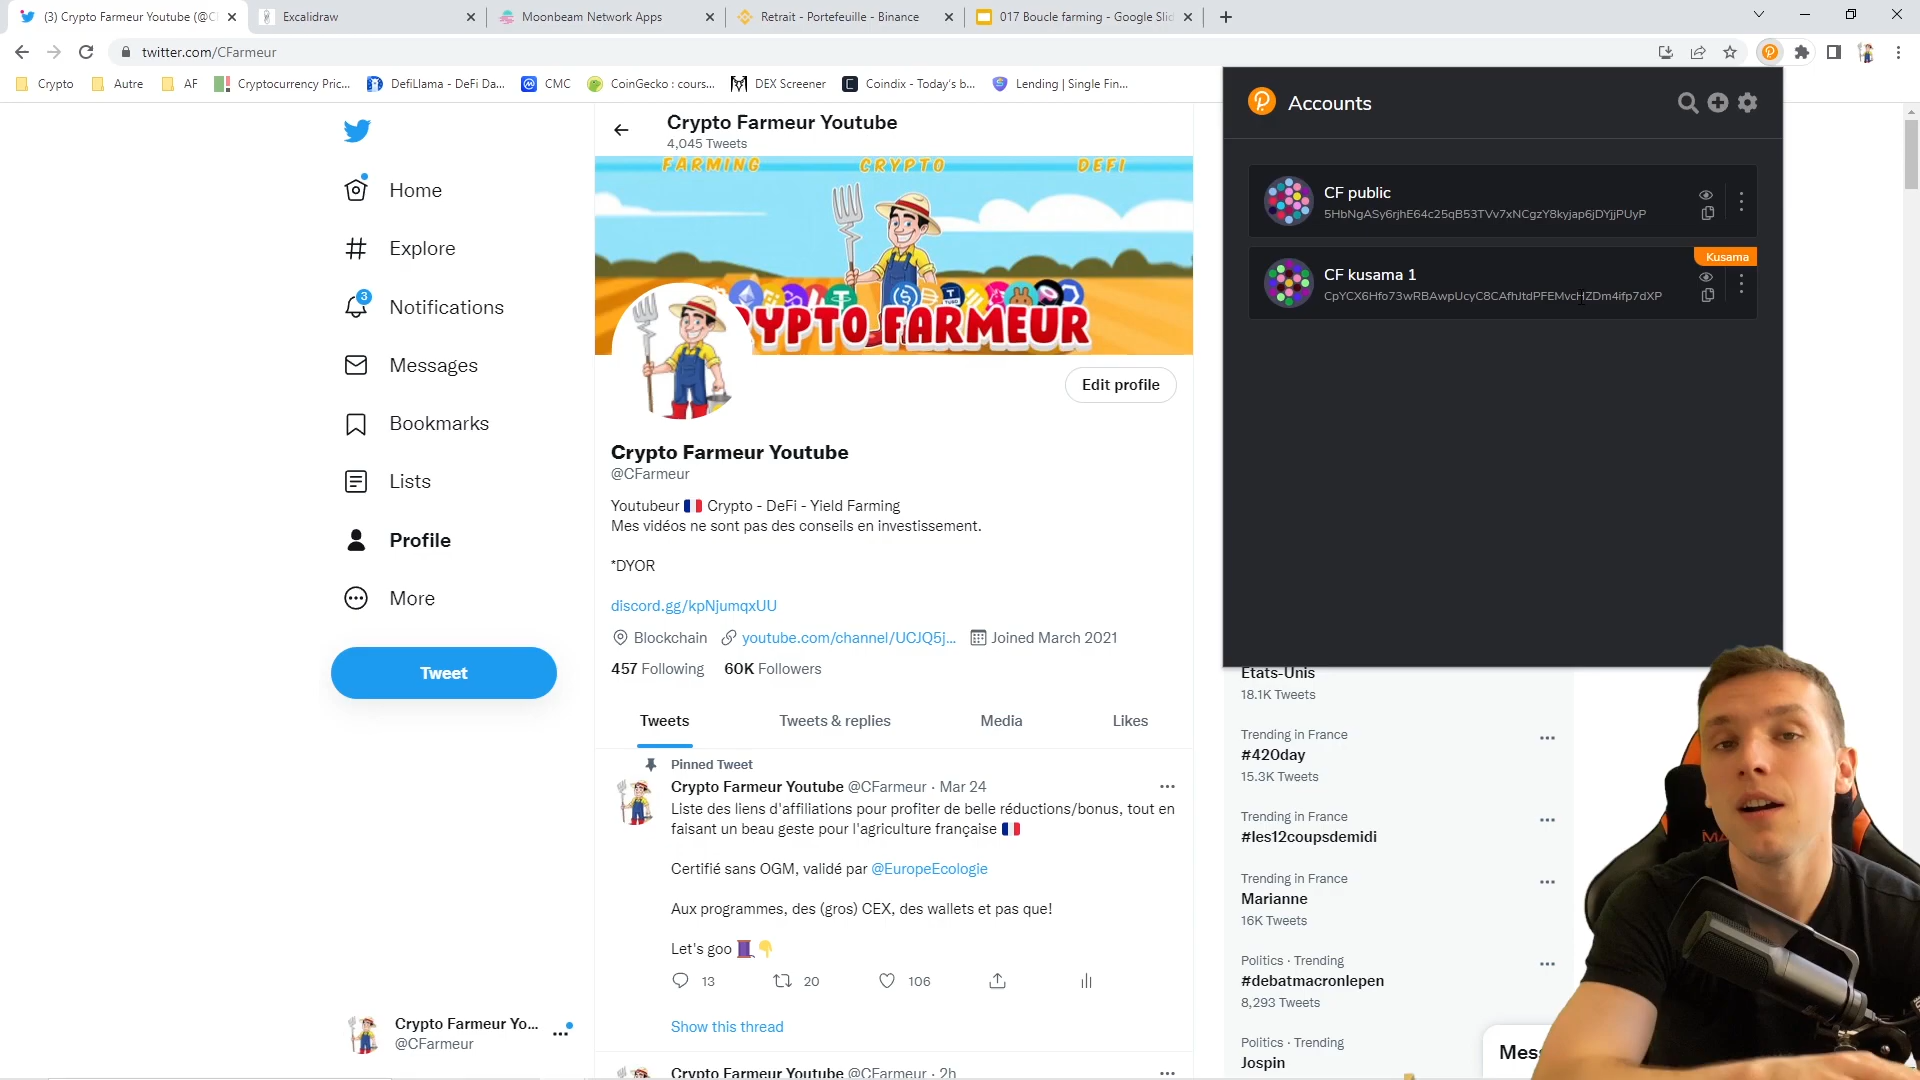 (3) Crypto Farmeur Youtube (@C
Excalidraw
Moonbeam Network Apps
Retrait - Portefeuille - Binance
017 Boucle farming - Google Slid
twitter.com/CFarmeur
Crypto
Autre
AF
Cryptocurrency Pric...
DefiLlama - DeFi Da...
CMC
CoinGecko : cours...
DEX Screener
Coindix - Today's b...
Lending | Single Fin...
Home
Explore
3
Notifications
Messages
Bookmarks
Lists
Profile
More
Tweet
Crypto Farmeur Yo...
@CFarmeur
Crypto Farmeur Youtube
4,045 Tweets
FARMING CRYPTO DEFI
CRYPTO FARMEUR
Edit profile
Crypto Farmeur Youtube
@CFarmeur
Youtubeur 🇫🇷 Crypto - DeFi - Yield Farming
Mes vidéos ne sont pas des conseils en investissement.
*DYOR
discord.gg/kpNjumqxUU
Blockchain youtube.com/channel/UCJQ5j... Joined March 2021
457 Following 60K Followers
Tweets Tweets & replies Media Likes
Pinned Tweet
Crypto Farmeur Youtube @CFarmeur · Mar 24
Liste des liens d'affiliations pour profiter de belle réductions/bonus, tout en
faisant un beau geste pour l'agriculture française 🇫🇷
Certifié sans OGM, validé par @EuropeEcologie
Aux programmes, des (gros) CEX, des wallets et pas que!
Let's goo 🧵👇
13 20 106
Show this thread
Crypto Farmeur Youtube @CFarmeur · 2h
Accounts
CF public
5HbNgASy6rjhE64c25qB53TVv7xNCgzY8kyjap6jDYjjPUyP
Kusama
CF kusama 1
CpYCX6Hfo73wRBAwpUcyC8CAfhJtdPFEMvcHZDm4ifp7dXP
Etats-Unis
18.1K Tweets
Trending in France
#420day
15.3K Tweets
Trending in France
#les12coupsdemidi
Trending in France
Marianne
16K Tweets
Politics · Trending
#debatmacronlepen
8,293 Tweets
Politics · Trending
Jospin
Mes